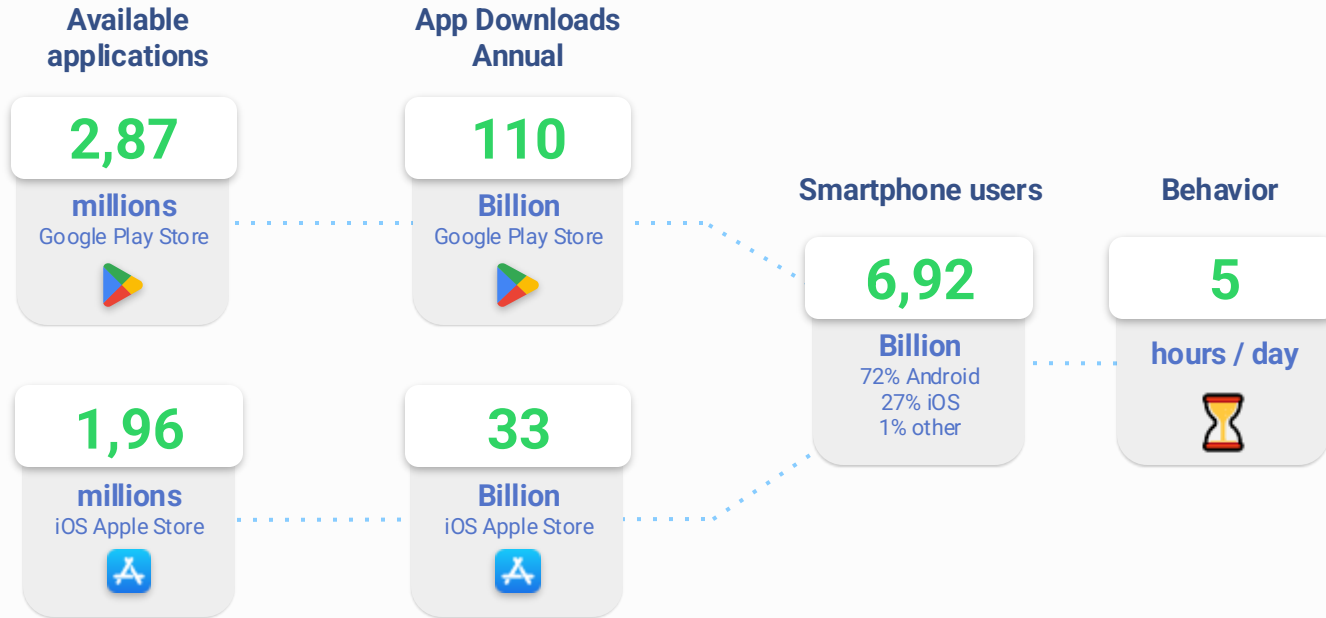 Available
applications
2,87
millions
Google Play Store
1,96
millions
iOS Apple Store
App Downloads
Annual
110
Billion
Google Play Store
33
Billion
iOS Apple Store
Smartphone users
6,92
Billion
72% Android
27% iOS
1% other
Behavior
5
hours / day